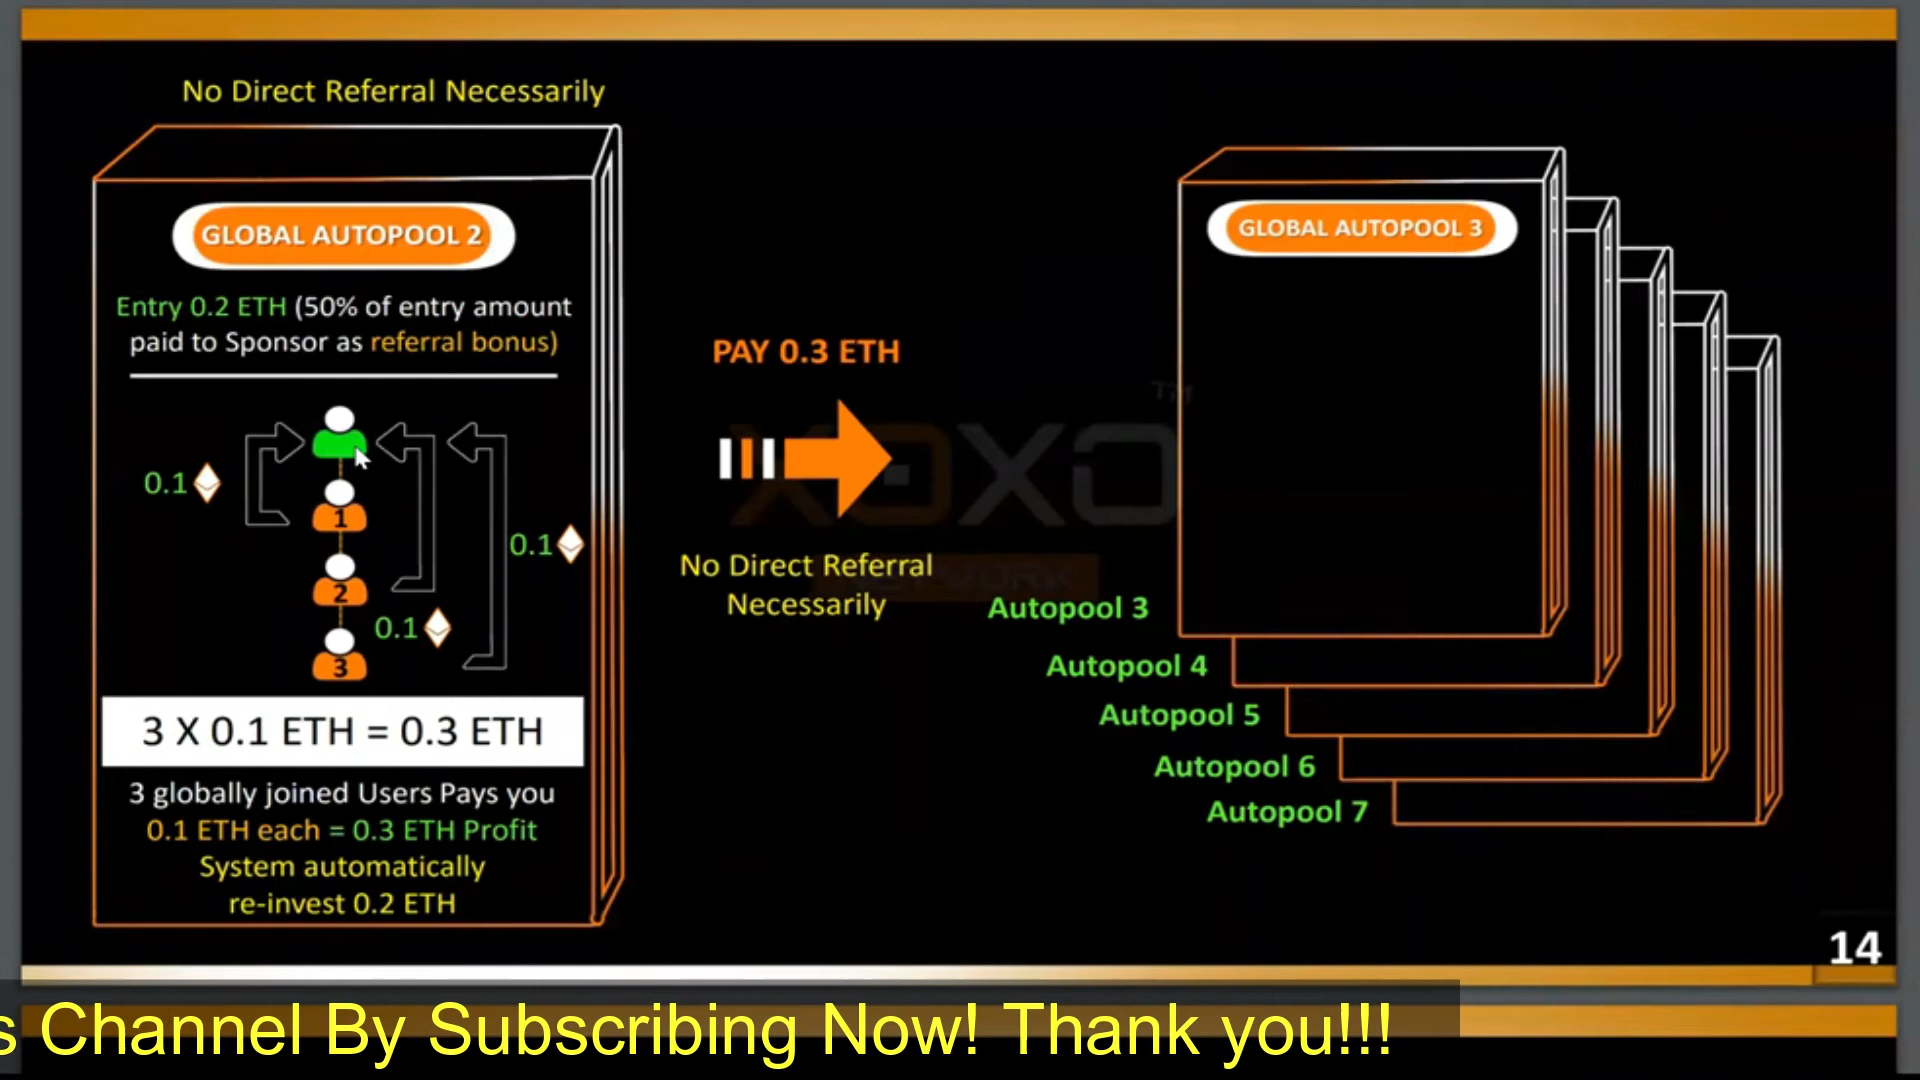 No Direct Referral Necessarily
GLOBAL AUTOPOOL 2
Entry 0.2 ETH (50% of entry amount
paid to Sponsor as referral bonus)
0.1
1
0.1
2
0.1
3
3 X 0.1 ETH = 0.3 ETH
3 globally joined Users Pays you
0.1 ETH each = 0.3 ETH Profit
System automatically
re-invest 0.2 ETH
PAY 0.3 ETH
XOXO
TM
No Direct Referral
Necessarily
GLOBAL AUTOPOOL 3
Autopool 3
Autopool 4
Autopool 5
Autopool 6
Autopool 7
14
s Channel By Subscribing Now! Thank you!!!